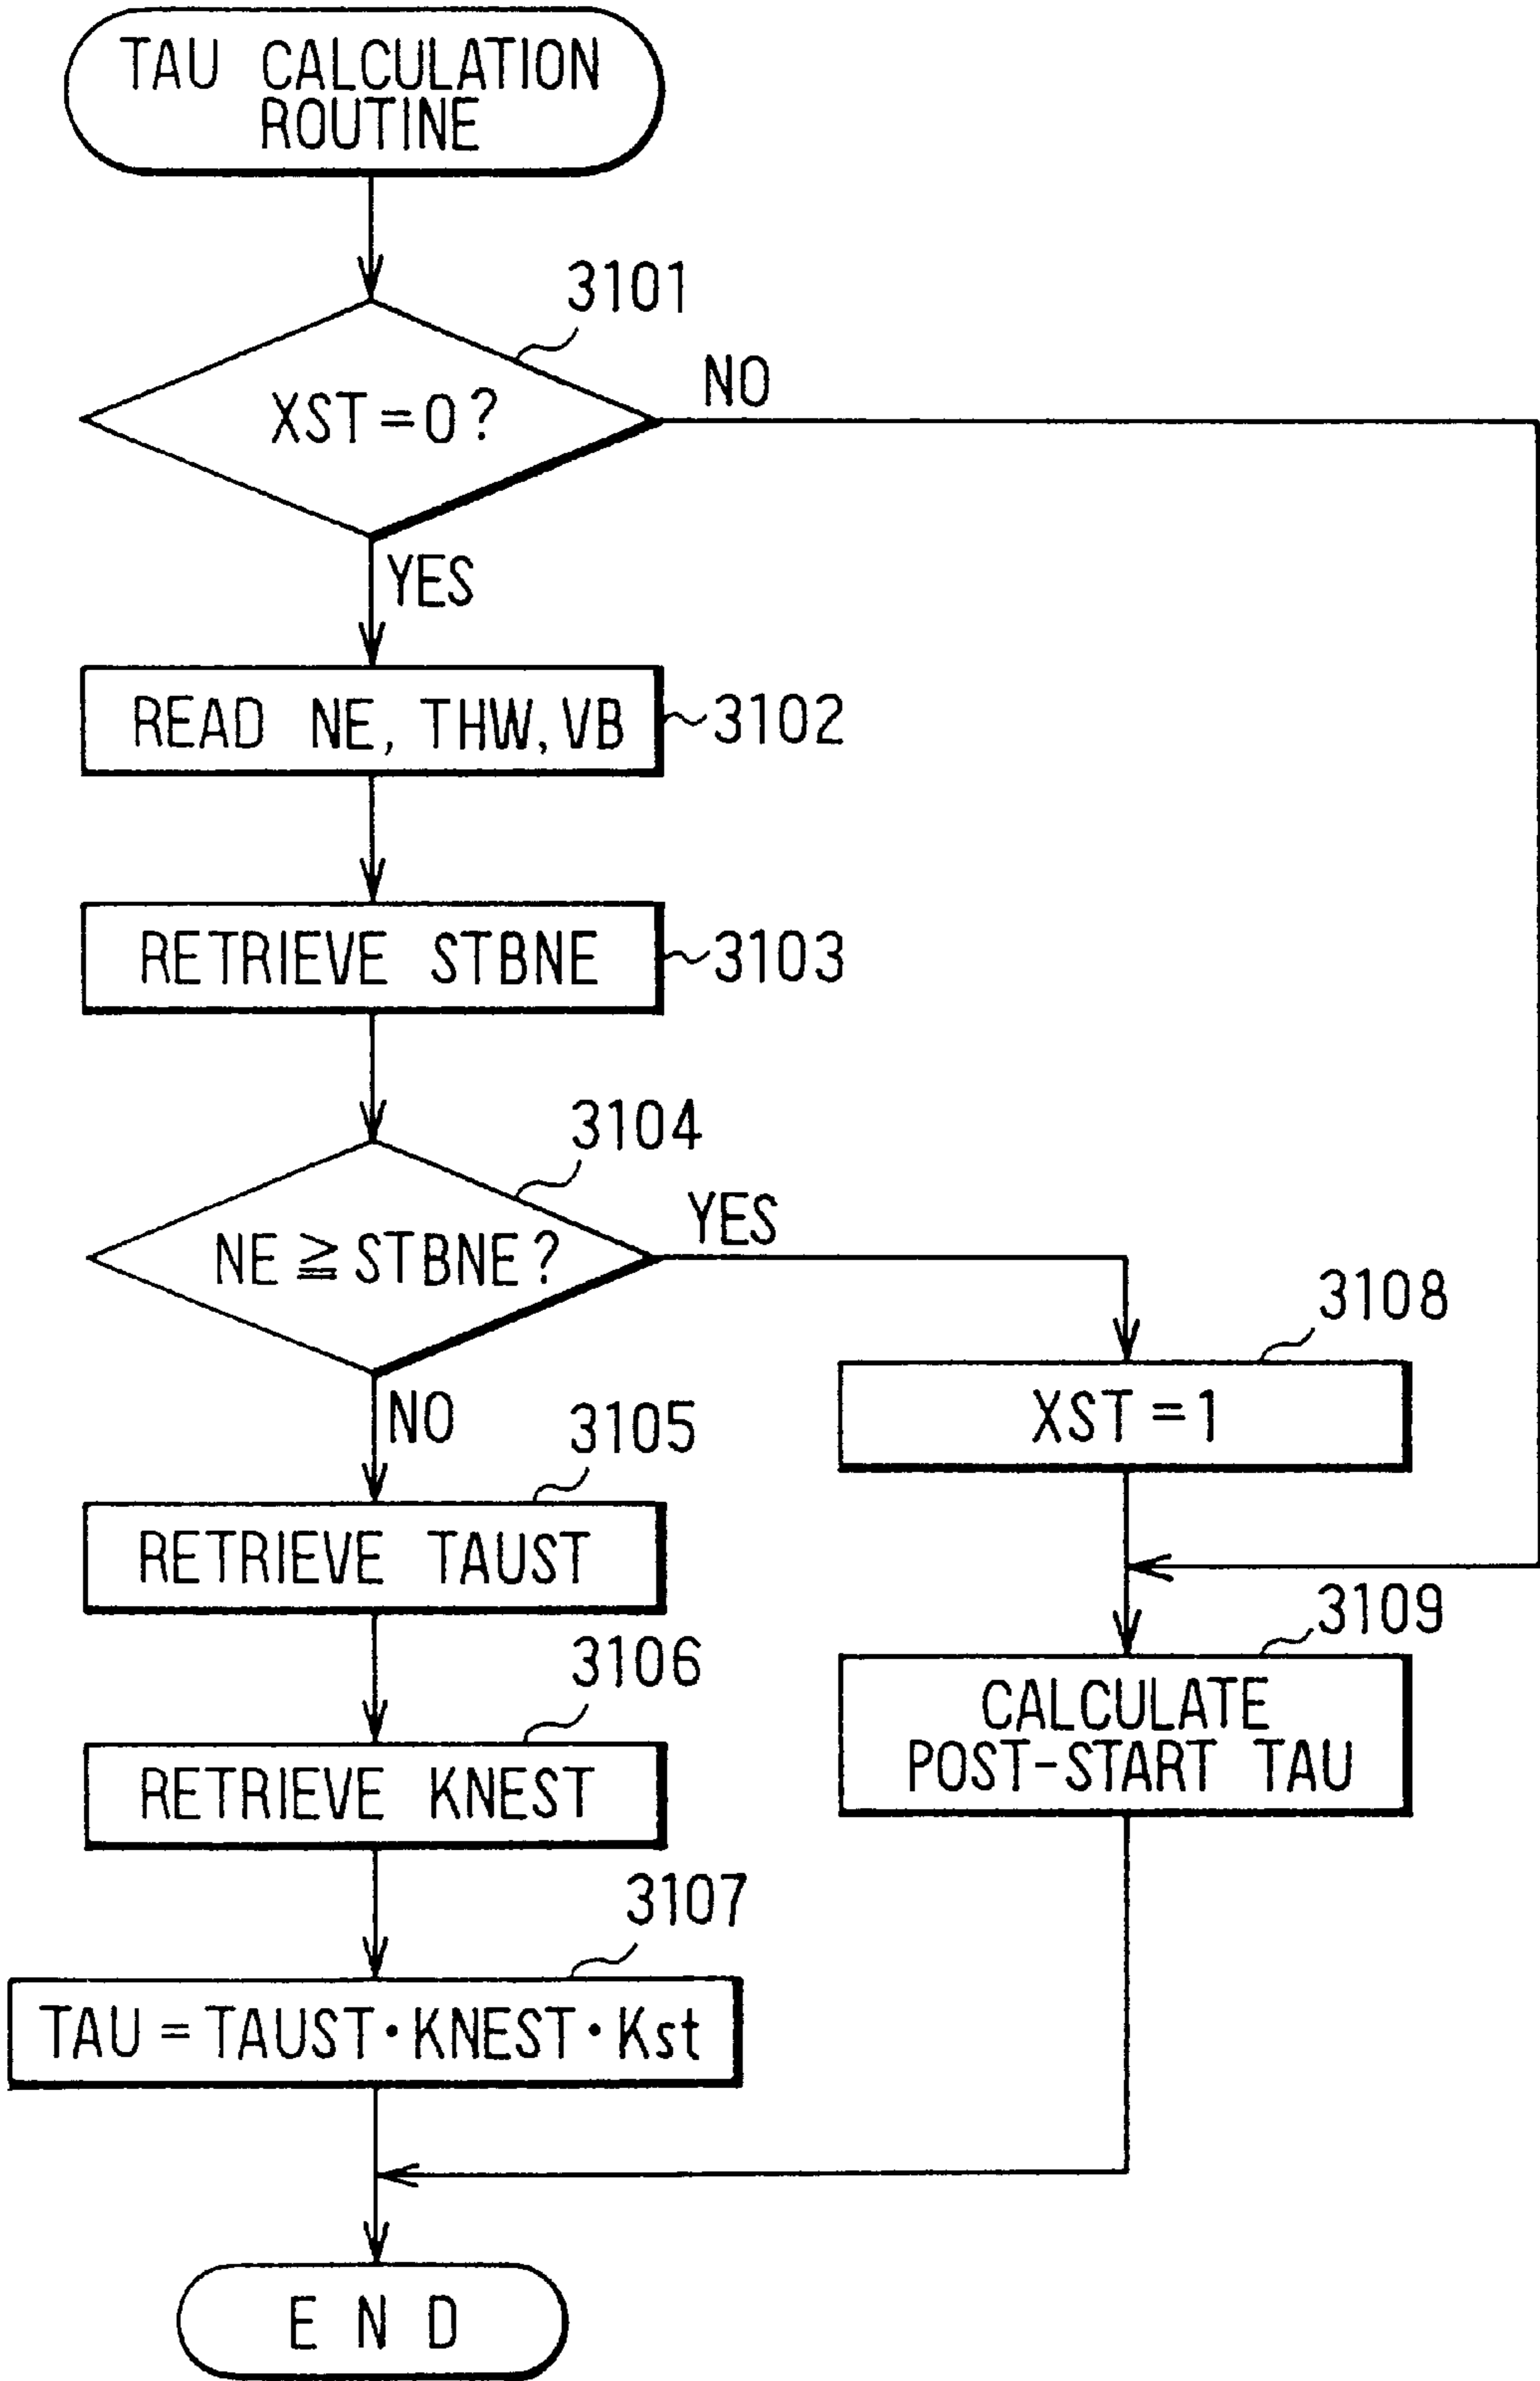 TAU CALCULATION
ROUTINE
3101
XST=0?
NO
YES
READ NE, THW, VB
3102
RETRIEVE STBNE
3103
3104
NE ≧ STBNE?
YES
NO
3108
XST=1
3105
RETRIEVE TAUST
3109
CALCULATE
POST-START TAU
3106
RETRIEVE KNEST
3107
TAU=TAUST·KNEST·Kst
END